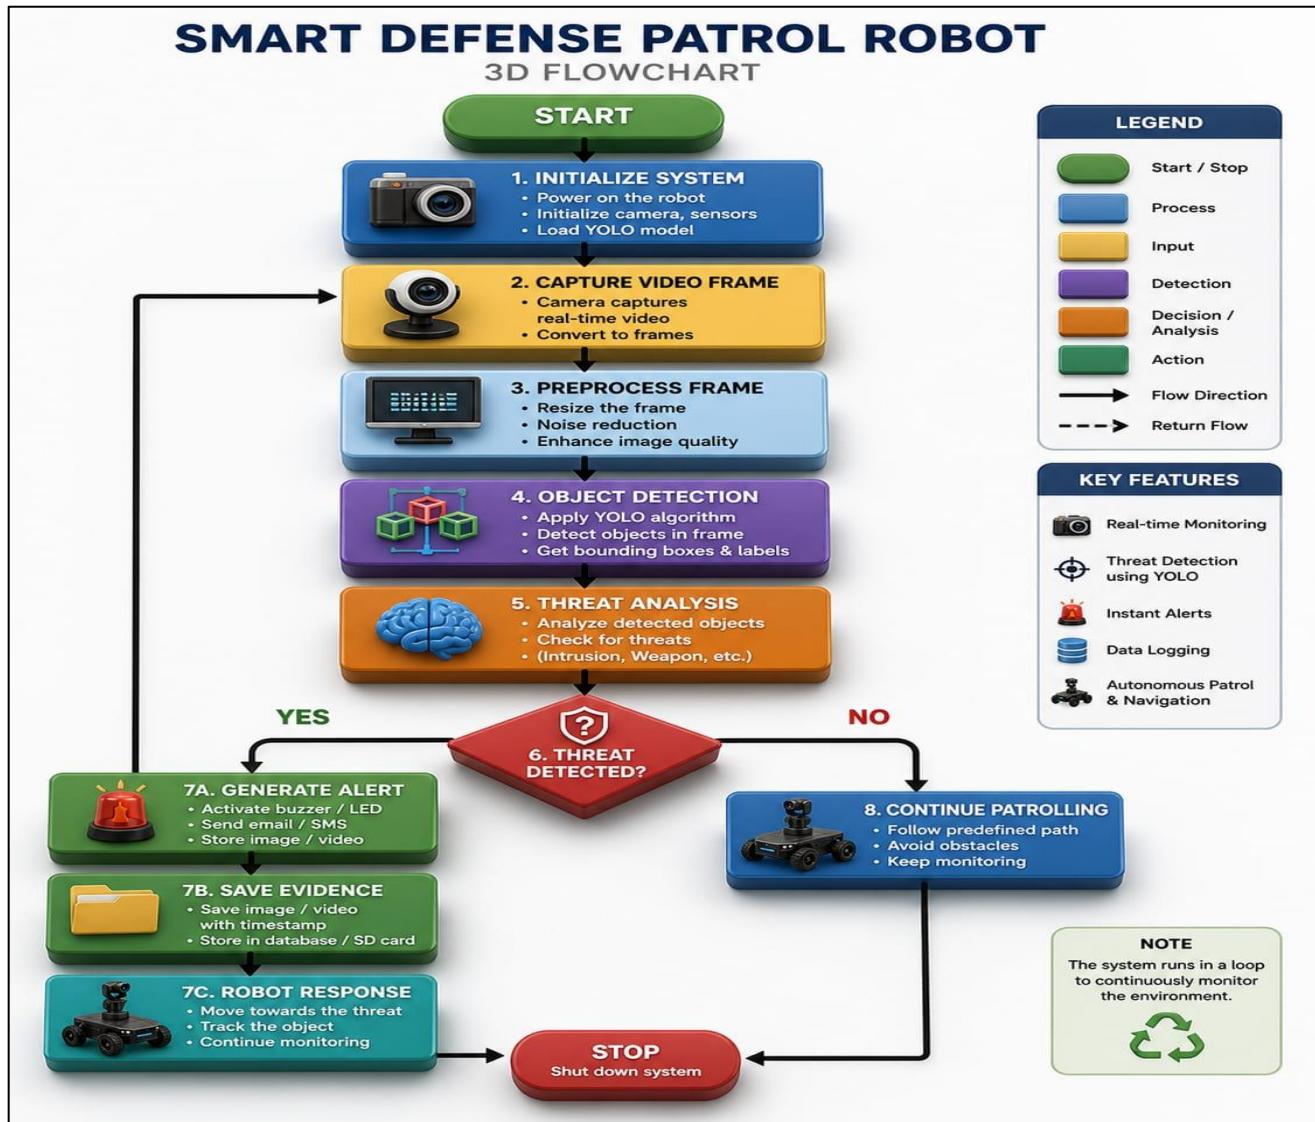 SMART DEFENSE PATROL ROBOT
3D FLOWCHART
START
1. INITIALIZE SYSTEM
• Power on the robot
• Initialize camera, sensors
• Load YOLO model
2. CAPTURE VIDEO FRAME
• Camera captures
real-time video
• Convert to frames
3. PREPROCESS FRAME
• Resize the frame
• Noise reduction
• Enhance image quality
4. OBJECT DETECTION
• Apply YOLO algorithm
• Detect objects in frame
• Get bounding boxes & labels
5. THREAT ANALYSIS
• Analyze detected objects
• Check for threats
• (Intrusion, Weapon, etc.)
YES
NO
?
6. THREAT
DETECTED?
7A. GENERATE ALERT
• Activate buzzer / LED
• Send email / SMS
• Store image / video
7B. SAVE EVIDENCE
• Save image / video
with timestamp
• Store in database / SD card
7C. ROBOT RESPONSE
• Move towards the threat
• Track the object
• Continue monitoring
8. CONTINUE PATROLLING
• Follow predefined path
• Avoid obstacles
• Keep monitoring
STOP
Shut down system
LEGEND
Start / Stop
Process
Input
Detection
Decision /
Analysis
Action
Flow Direction
Return Flow
KEY FEATURES
Real-time Monitoring
Threat Detection
using YOLO
Instant Alerts
Data Logging
Autonomous Patrol
& Navigation
NOTE
The system runs in a loop
to continuously monitor
the environment.